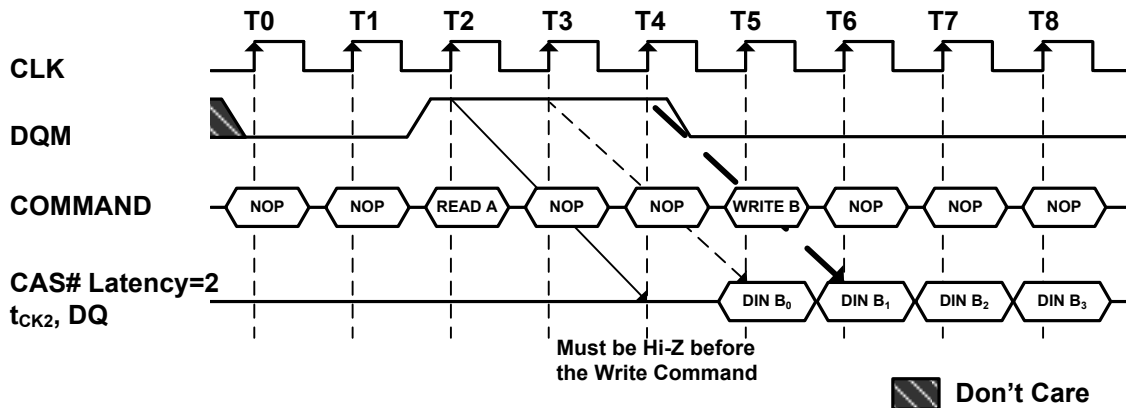 T0 T1 T2 T3 T4 T5 T6 T7 T8
CLK
DQM
COMMAND NOP NOP READ A NOP NOP WRITE B NOP NOP NOP
CAS# Latency=2
t₍CK2₎, DQ DIN B₀ DIN B₁ DIN B₂ DIN B₃
Must be Hi-Z before
the Write Command
Don't Care